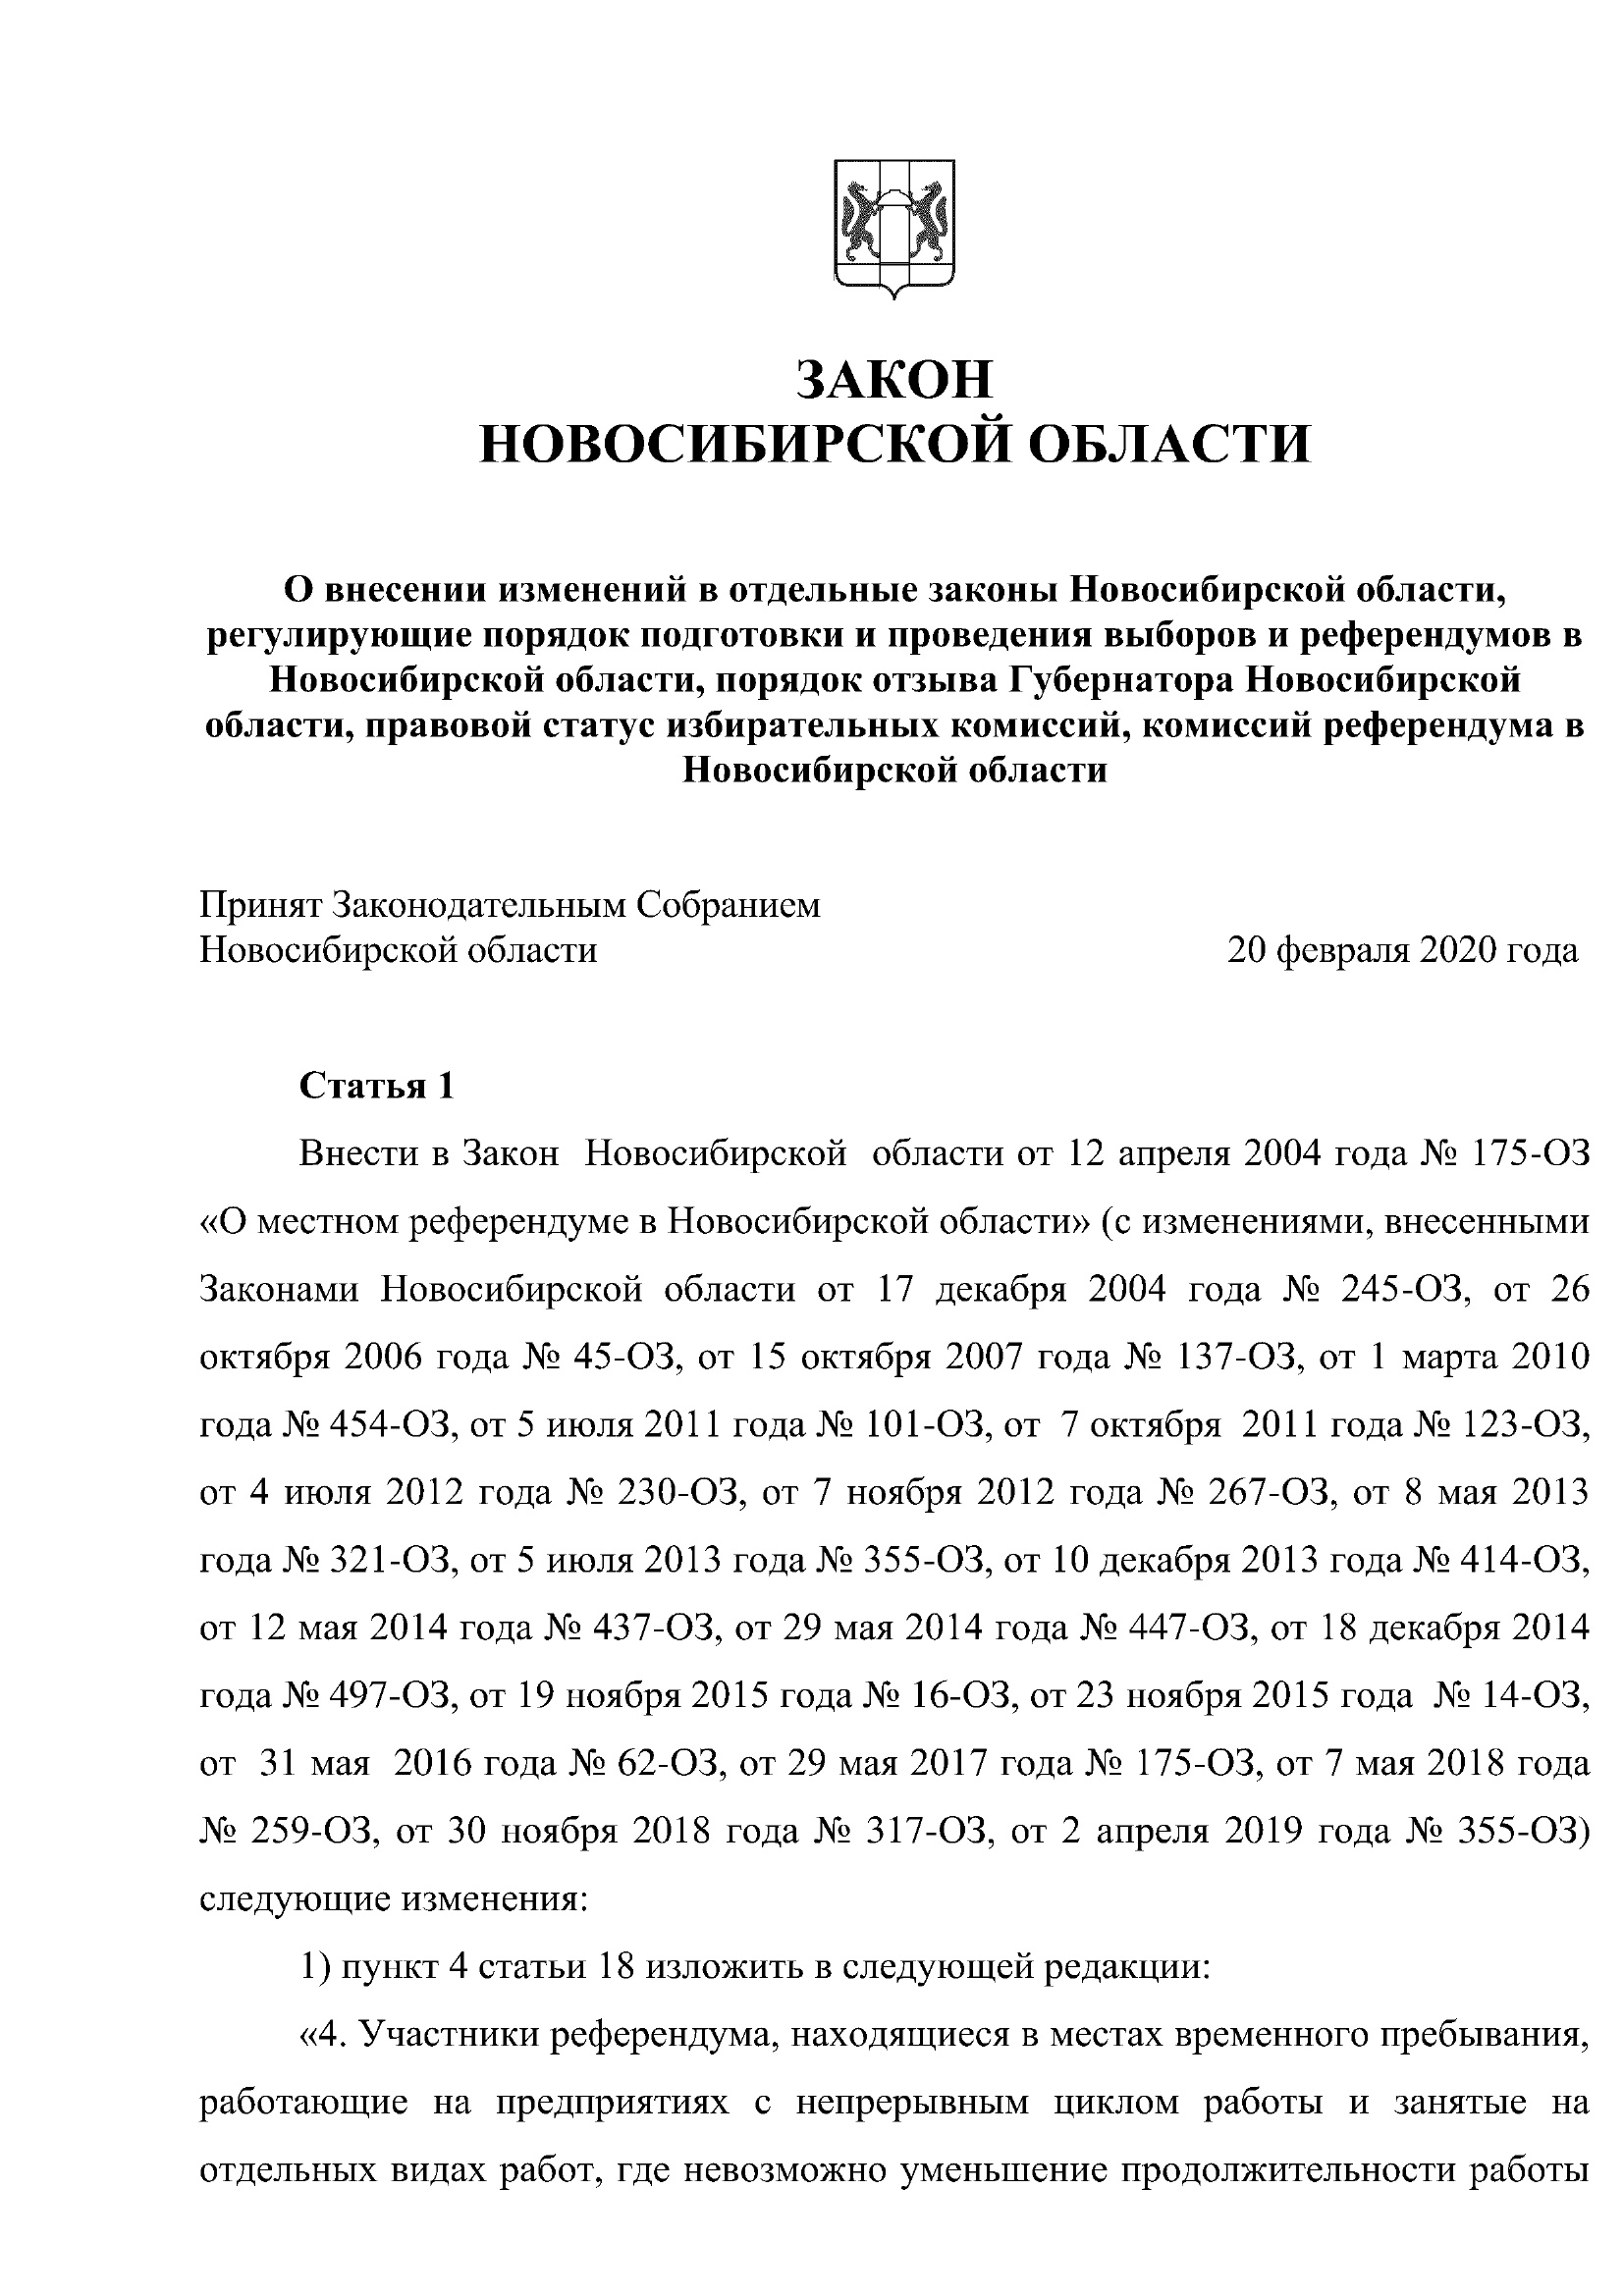 ЗАКОН
НОВОСИБИРСКОЙ ОБЛАСТИ
О внесении изменений в отдельные законы Новосибирской области,
регулирующие порядок подготовки и проведения выборов и референдумов в
Новосибирской области, порядок отзыва Губернатора Новосибирской
области, правовой статус избирательных комиссий, комиссий референдума в
Новосибирской области
Принят Законодательным Собранием
Новосибирской области 20 февраля 2020 года
Статья 1
Внести в Закон Новосибирской области от 12 апреля 2004 года № 175-ОЗ
«О местном референдуме в Новосибирской области» (с изменениями, внесенными
Законами Новосибирской области от 17 декабря 2004 года № 245-ОЗ, от 26
октября 2006 года № 45-ОЗ, от 15 октября 2007 года № 137-ОЗ, от 1 марта 2010
года № 454-ОЗ, от 5 июля 2011 года № 101-ОЗ, от 7 октября 2011 года № 123-ОЗ,
от 4 июля 2012 года № 230-ОЗ, от 7 ноября 2012 года № 267-ОЗ, от 8 мая 2013
года № 321-ОЗ, от 5 июля 2013 года № 355-ОЗ, от 10 декабря 2013 года № 414-ОЗ,
от 12 мая 2014 года № 437-ОЗ, от 29 мая 2014 года № 447-ОЗ, от 18 декабря 2014
года № 497-ОЗ, от 19 ноября 2015 года № 16-ОЗ, от 23 ноября 2015 года № 14-ОЗ,
от 31 мая 2016 года № 62-ОЗ, от 29 мая 2017 года № 175-ОЗ, от 7 мая 2018 года
№ 259-ОЗ, от 30 ноября 2018 года № 317-ОЗ, от 2 апреля 2019 года № 355-ОЗ)
следующие изменения:
1) пункт 4 статьи 18 изложить в следующей редакции:
«4. Участники референдума, находящиеся в местах временного пребывания,
работающие на предприятиях с непрерывным циклом работы и занятые на
отдельных видах работ, где невозможно уменьшение продолжительности работы